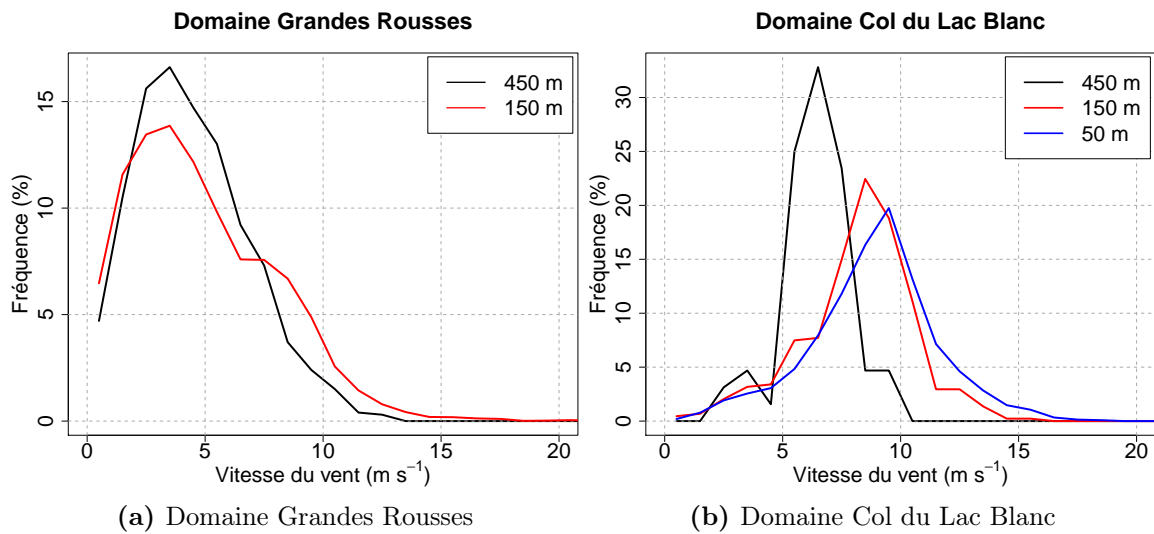 Domaine Grandes Rousses
450 m
150 m
Fréquence (%)
0
5
10
15
0
5
10
15
20
Vitesse du vent (m s⁻¹)
(a) Domaine Grandes Rousses
Domaine Col du Lac Blanc
450 m
150 m
50 m
Fréquence (%)
0
5
10
15
20
25
30
0
5
10
15
20
Vitesse du vent (m s⁻¹)
(b) Domaine Col du Lac Blanc